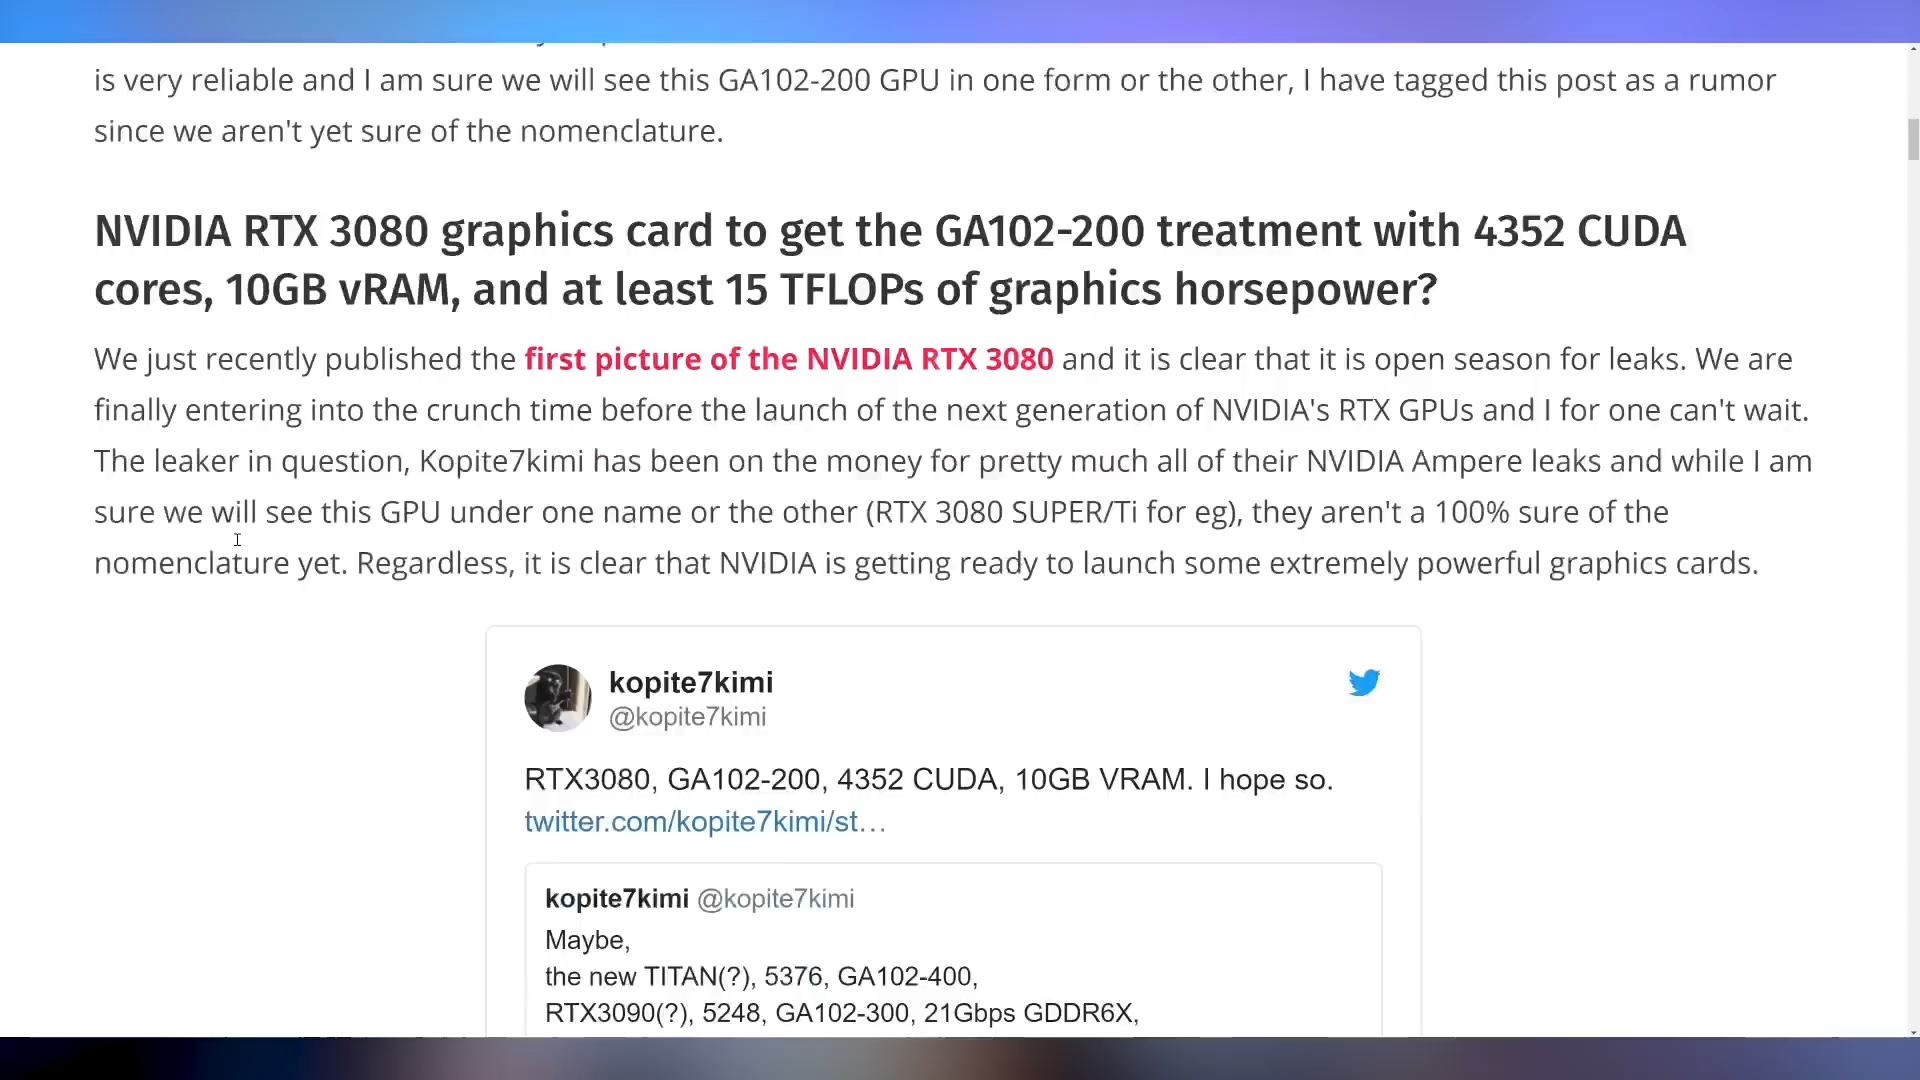 is very reliable and I am sure we will see this GA102-200 GPU in one form or the other, I have tagged this post as a rumor
since we aren't yet sure of the nomenclature.
NVIDIA RTX 3080 graphics card to get the GA102-200 treatment with 4352 CUDA
cores, 10GB vRAM, and at least 15 TFLOPs of graphics horsepower?
We just recently published the first picture of the NVIDIA RTX 3080 and it is clear that it is open season for leaks. We are
finally entering into the crunch time before the launch of the next generation of NVIDIA's RTX GPUs and I for one can't wait.
The leaker in question, Kopite7kimi has been on the money for pretty much all of their NVIDIA Ampere leaks and while I am
sure we will see this GPU under one name or the other (RTX 3080 SUPER/Ti for eg), they aren't a 100% sure of the
nomenclature yet. Regardless, it is clear that NVIDIA is getting ready to launch some extremely powerful graphics cards.
kopite7kimi
@kopite7kimi
RTX3080, GA102-200, 4352 CUDA, 10GB VRAM. I hope so.
twitter.com/kopite7kimi/st…
kopite7kimi @kopite7kimi
Maybe,
the new TITAN(?), 5376, GA102-400,
RTX3090(?), 5248, GA102-300, 21Gbps GDDR6X,